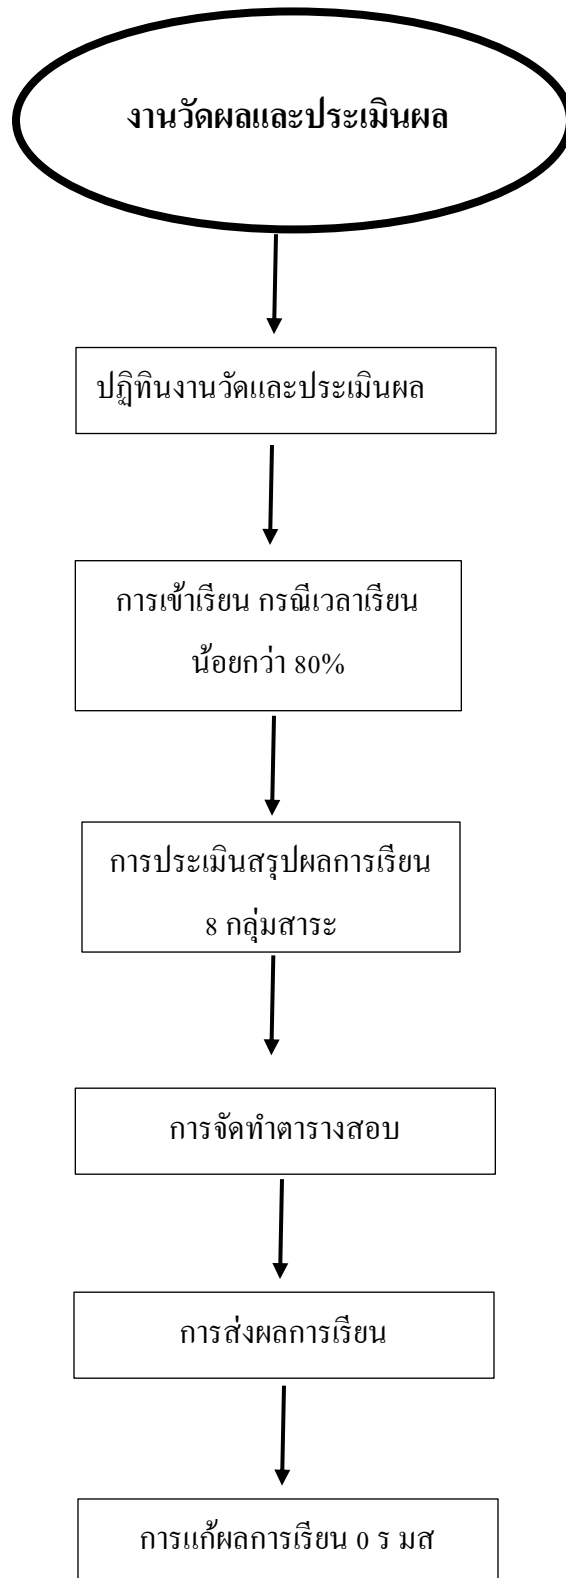 งานวัดผลและประเมินผล
ปฏิทินงานวัดและประเมินผล
การเข้าเรียน กรณีเวลาเรียน
น้อยกว่า 80%
การประเมินสรุปผลการเรียน
8 กลุ่มสาระ
การจัดทำตารางสอบ
การส่งผลการเรียน
การแก้ผลการเรียน 0 ร มส